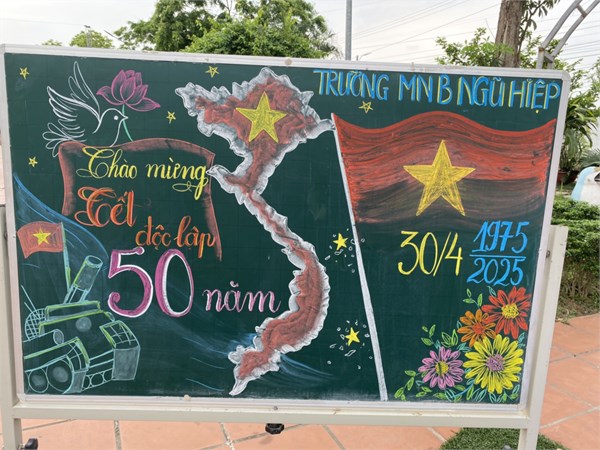 TRƯỜNG MN B NGŨ HIỆP
Chào mừng
Tết
độc lập
50 năm
30/4 1975
2025